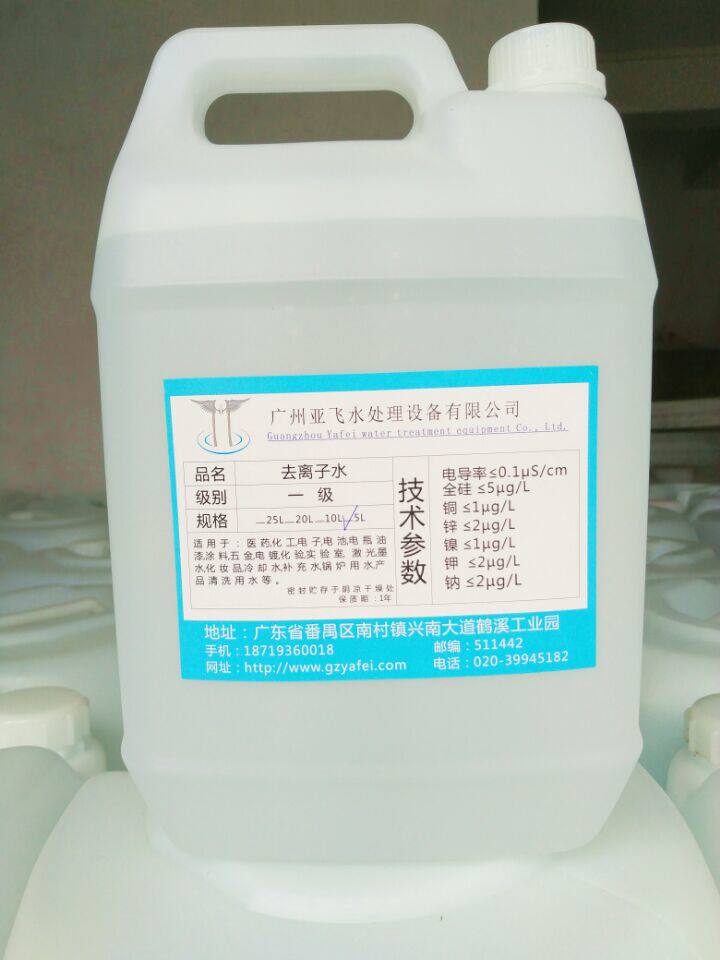 广州亚飞水处理设备有限公司
Guangzhou Yafei water treatment equipment Co., Ltd.
品名 去离子水
级别 一 级
规格 —25L—20L—10L√5L
适用于：医药化工电子电池电瓶油
漆涂料五金电镀化验实验室 激光墨
水化妆品冷却水补充水锅炉用水产
品清洗用水等。
密封贮存于阴凉干燥处
保质期：1年
技术参数
电导率≤0.1μS/cm
全硅 ≤5μg/L
铜 ≤1μg/L
锌 ≤2μg/L
镍 ≤1μg/L
钾 ≤2μg/L
钠 ≤2μg/L
地址：广东省番禺区南村镇兴南大道鹤溪工业园
手机：18719360018 邮编：511442
网址：http://www.gzyafei.com 电话：020-39945182